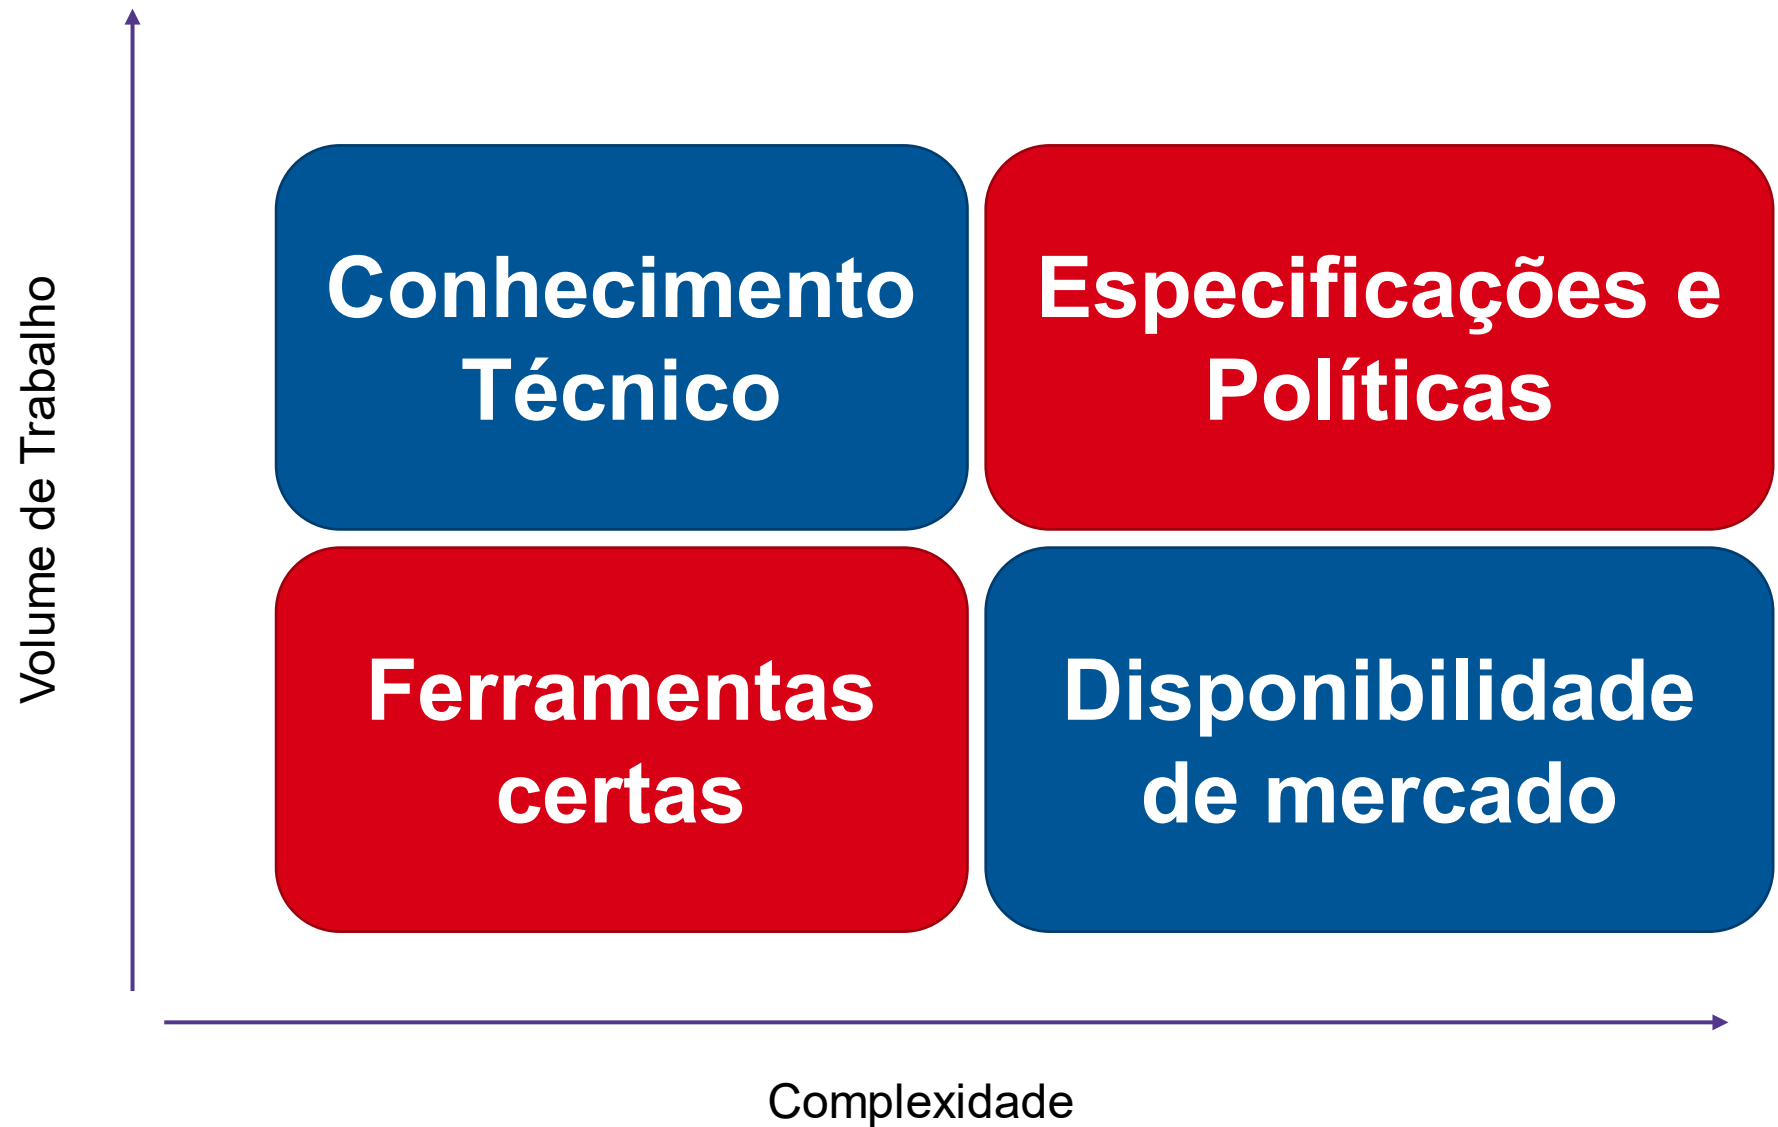 Volume de Trabalho
Conhecimento
Técnico
Especificações e
Políticas
Ferramentas
certas
Disponibilidade
de mercado
Complexidade